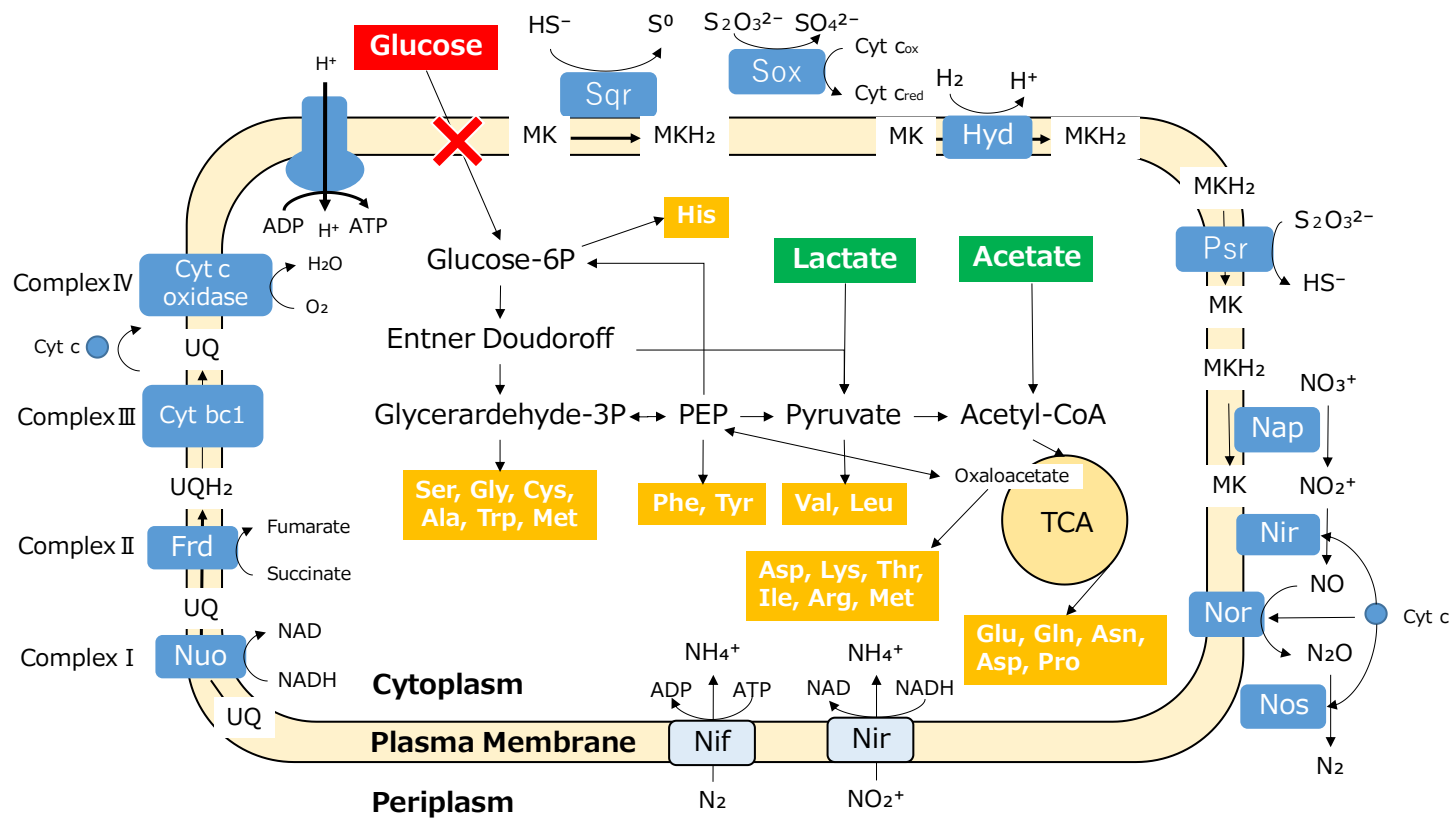 HS⁻
S⁰
S₂O₃²⁻
SO₄²⁻
Glucose
Cyt cox
Sox
Cyt cred
H⁺
Sqr
H₂
H⁺
MK
MKH₂
MK
Hyd
MKH₂
MKH₂
ADP
H⁺
ATP
His
S₂O₃²⁻
Psr
Glucose-6P
Lactate
Acetate
HS⁻
MK
ComplexⅣ
Cyt c
oxidase
H₂O
O₂
Cyt c
UQ
Entner Doudoroff
MKH₂
NO₃⁺
ComplexⅢ
Cyt bc1
Glycerardehyde-3P
PEP
Pyruvate
Acetyl-CoA
Nap
UQH₂
Ser, Gly, Cys,
Ala, Trp, Met
Phe, Tyr
Val, Leu
Oxaloacetate
TCA
MK
NO₂⁺
Complex Ⅱ
Frd
Fumarate
Succinate
Nir
UQ
Asp, Lys, Thr,
Ile, Arg, Met
NO
Nor
Cyt c
Complex Ⅰ
Nuo
NAD
NADH
Glu, Gln, Asn,
Asp, Pro
N₂O
UQ
Cytoplasm
NH₄⁺
ADP
ATP
NH₄⁺
NAD
NADH
Nos
Plasma Membrane
Nif
Nir
N₂
Periplasm
N₂
NO₂⁺